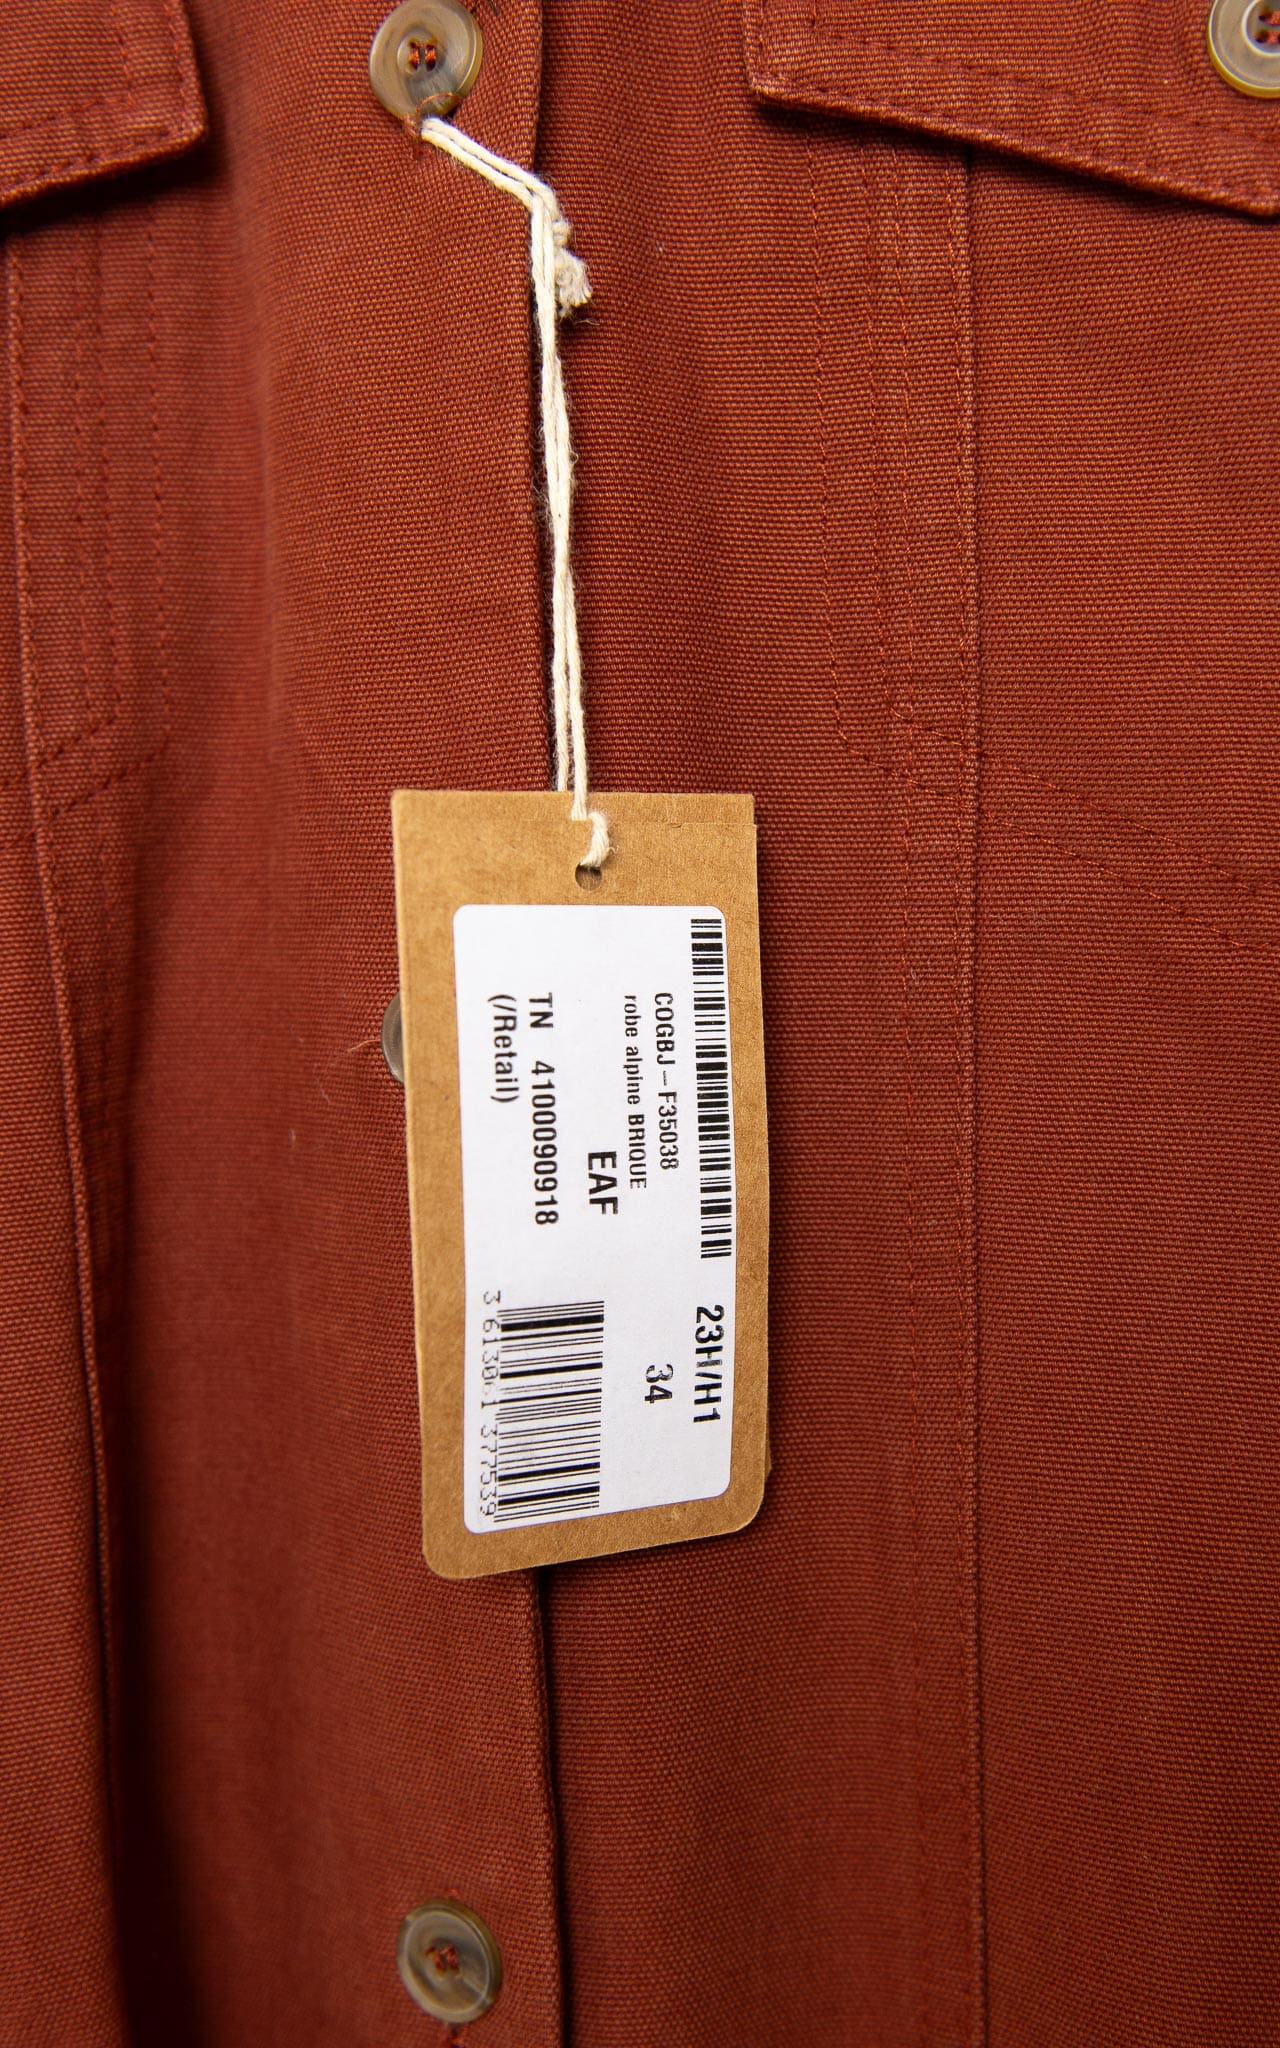 23H/H1
COGBJ - F35038
34
robe alpine BRIQUE
EAF
TN 4100090918
(/Retail)
3 613061 377539